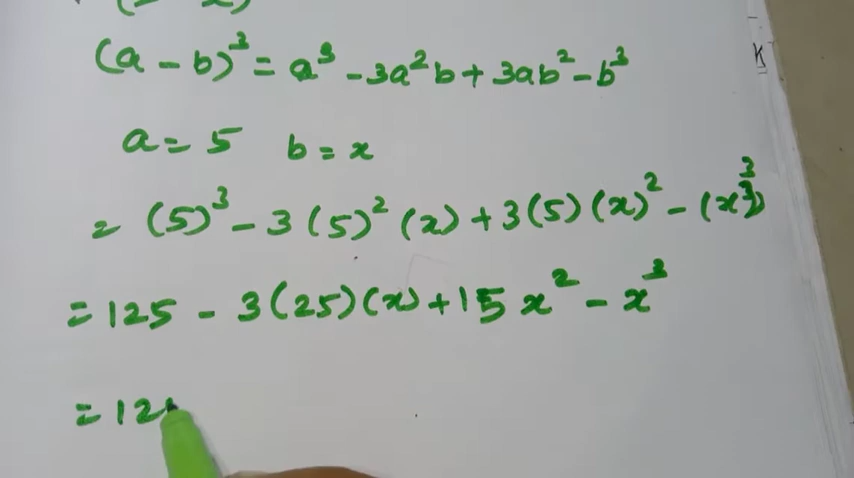 (a - b)³ = a³ - 3a²b + 3ab² - b³
a = 5 b = x
= (5)³ - 3(5)²(x) + 3(5)(x)² - (x³)³
= 125 - 3(25)(x) + 15x² - x³
= 12
K